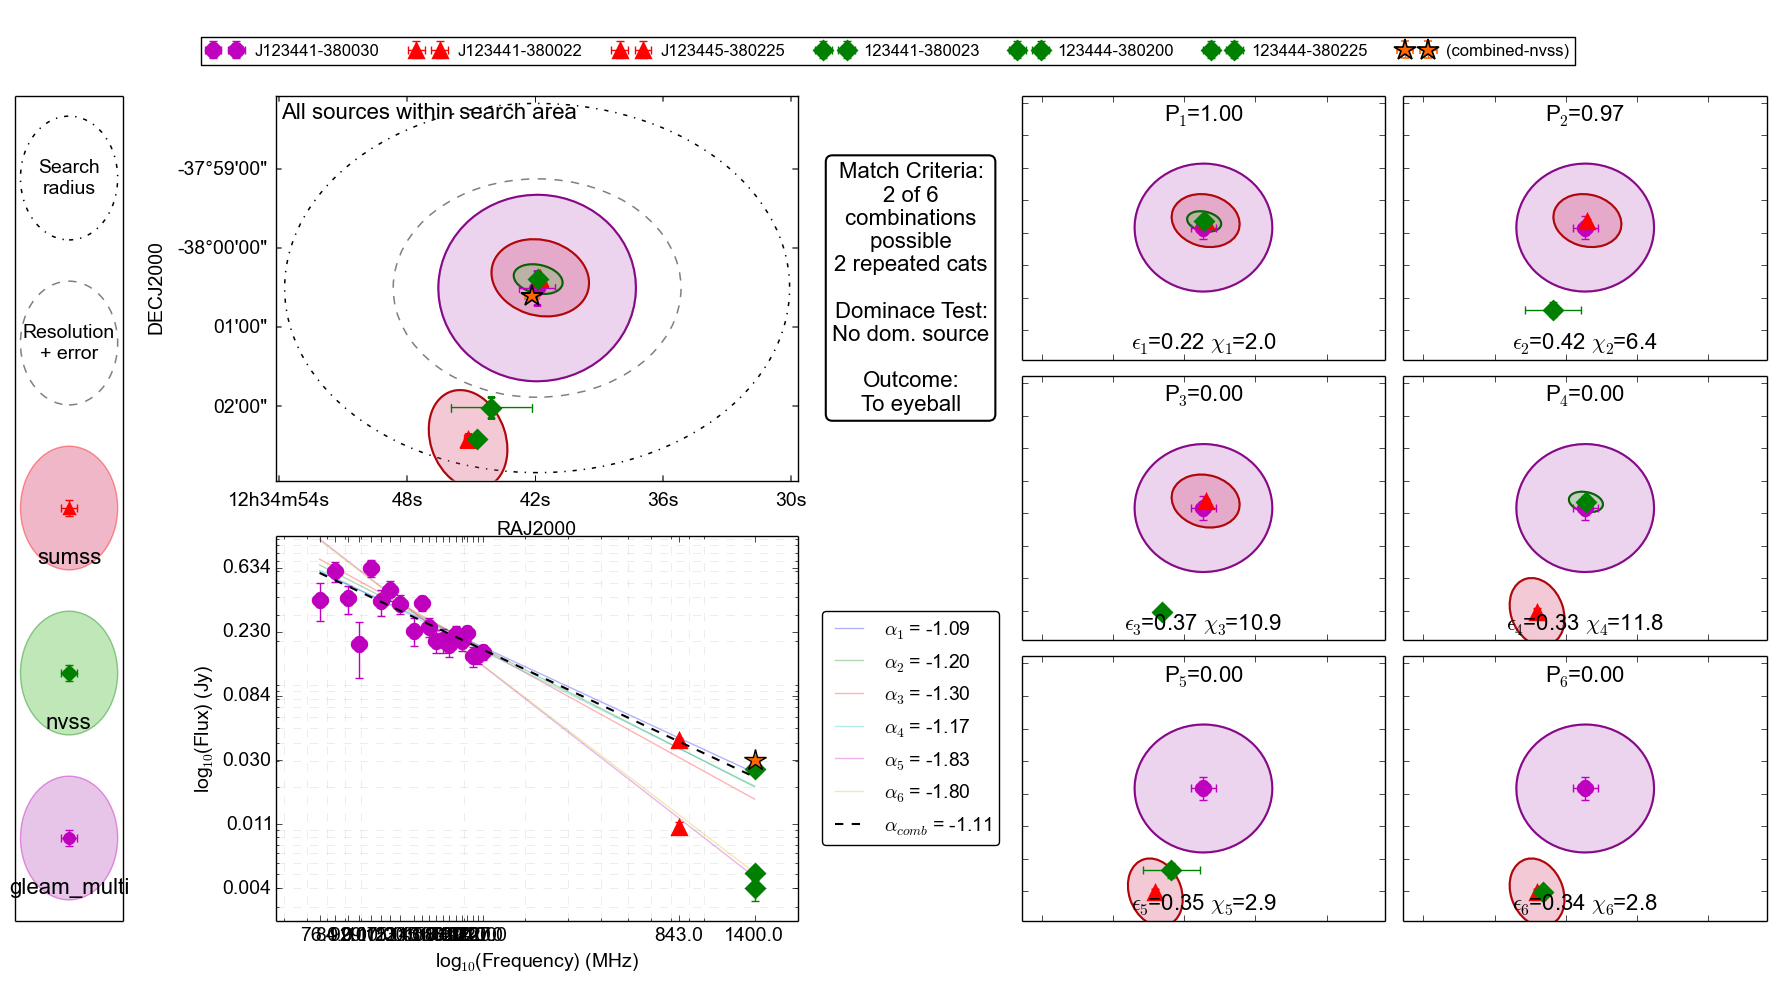 J123441-380030 J123441-380022 J123445-380225 123441-380023 123444-380200 123444-380225 (combined-nvss)
Search
radius
Resolution
+ error
sumss
nvss
gleam_multi
All sources within search area
DECJ2000
-37°59'00"
-38°00'00"
01'00"
02'00"
12h34m54s 48s 42s 36s 30s
RAJ2000
log10(Flux) (Jy)
0.634
0.230
0.084
0.030
0.011
0.004
843.0 1400.0
log10(Frequency) (MHz)
Match Criteria:
2 of 6
combinations
possible
2 repeated cats
Dominace Test:
No dom. source
Outcome:
To eyeball
α1 = -1.09
α2 = -1.20
α3 = -1.30
α4 = -1.17
α5 = -1.83
α6 = -1.80
αcomb = -1.11
P1=1.00
ϵ1=0.22 χ1=2.0
P2=0.97
ϵ2=0.42 χ2=6.4
P3=0.00
ϵ3=0.37 χ3=10.9
P4=0.00
ϵ4=0.33 χ4=11.8
P5=0.00
ϵ5=0.35 χ5=2.9
P6=0.00
ϵ6=0.34 χ6=2.8